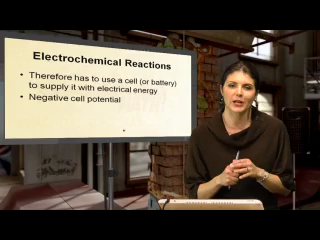 Electrochemical Reactions
• Therefore has to use a cell (or battery)
to supply it with electrical energy
• Negative cell potential